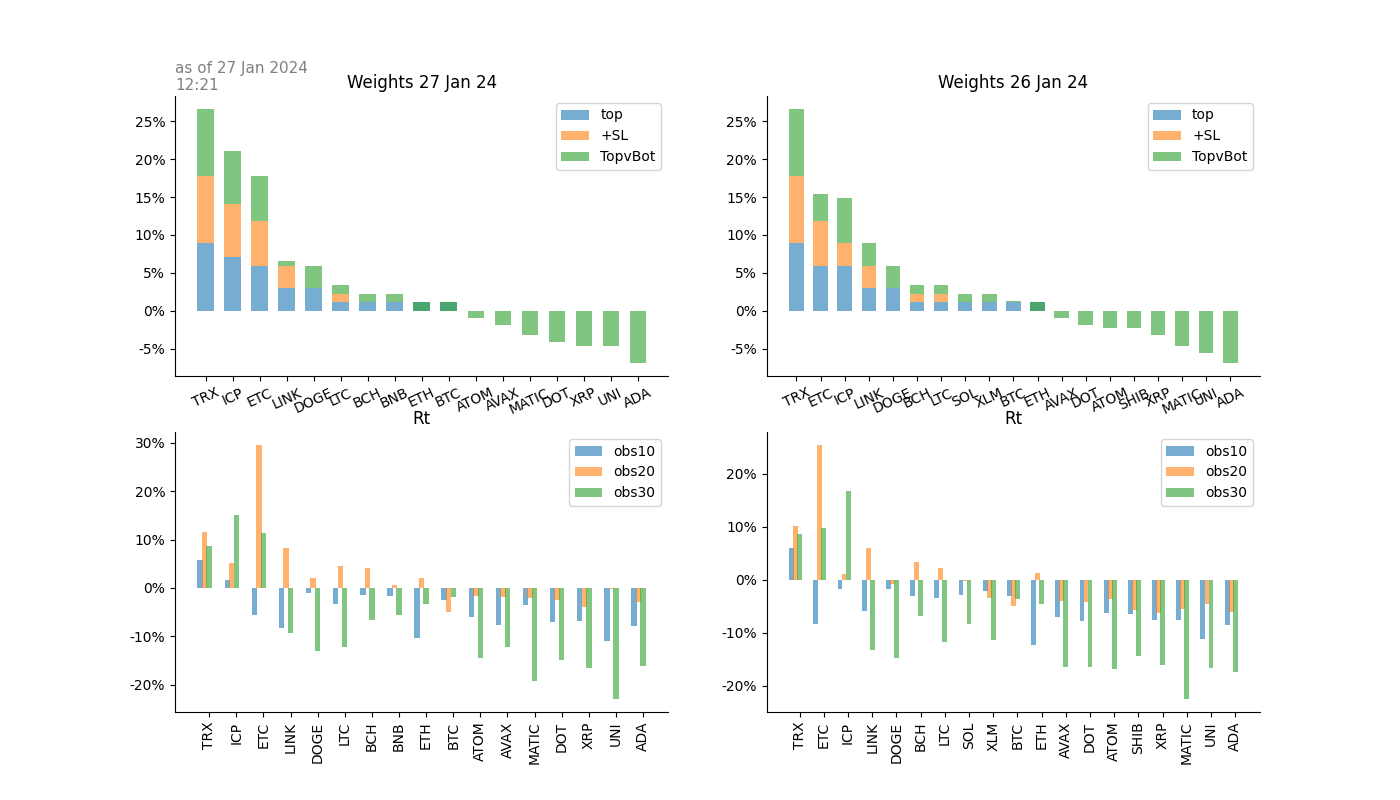 as of 27 Jan 2024
12:21
Weights 27 Jan 24
25%
20%
15%
10%
5%
0%
-5%
top
+SL
TopvBot
TRX ICP ETC LINK DOGE LTC BCH BNB ETH BTC ATOM AVAX MATIC DOT XRP UNI ADA
Weights 26 Jan 24
25%
20%
15%
10%
5%
0%
-5%
top
+SL
TopvBot
TRX ETC ICP LINK DOGE BCH LTC SOL XLM BTC ETH AVAX DOT ATOM SHIB XRP MATIC UNI ADA
Rt
30%
20%
10%
0%
-10%
-20%
obs10
obs20
obs30
TRX ICP ETC LINK DOGE LTC BCH BNB ETH BTC ATOM AVAX MATIC DOT XRP UNI ADA
Rt
20%
10%
0%
-10%
-20%
obs10
obs20
obs30
TRX ETC ICP LINK DOGE BCH LTC SOL XLM BTC ETH AVAX DOT ATOM SHIB XRP MATIC UNI ADA